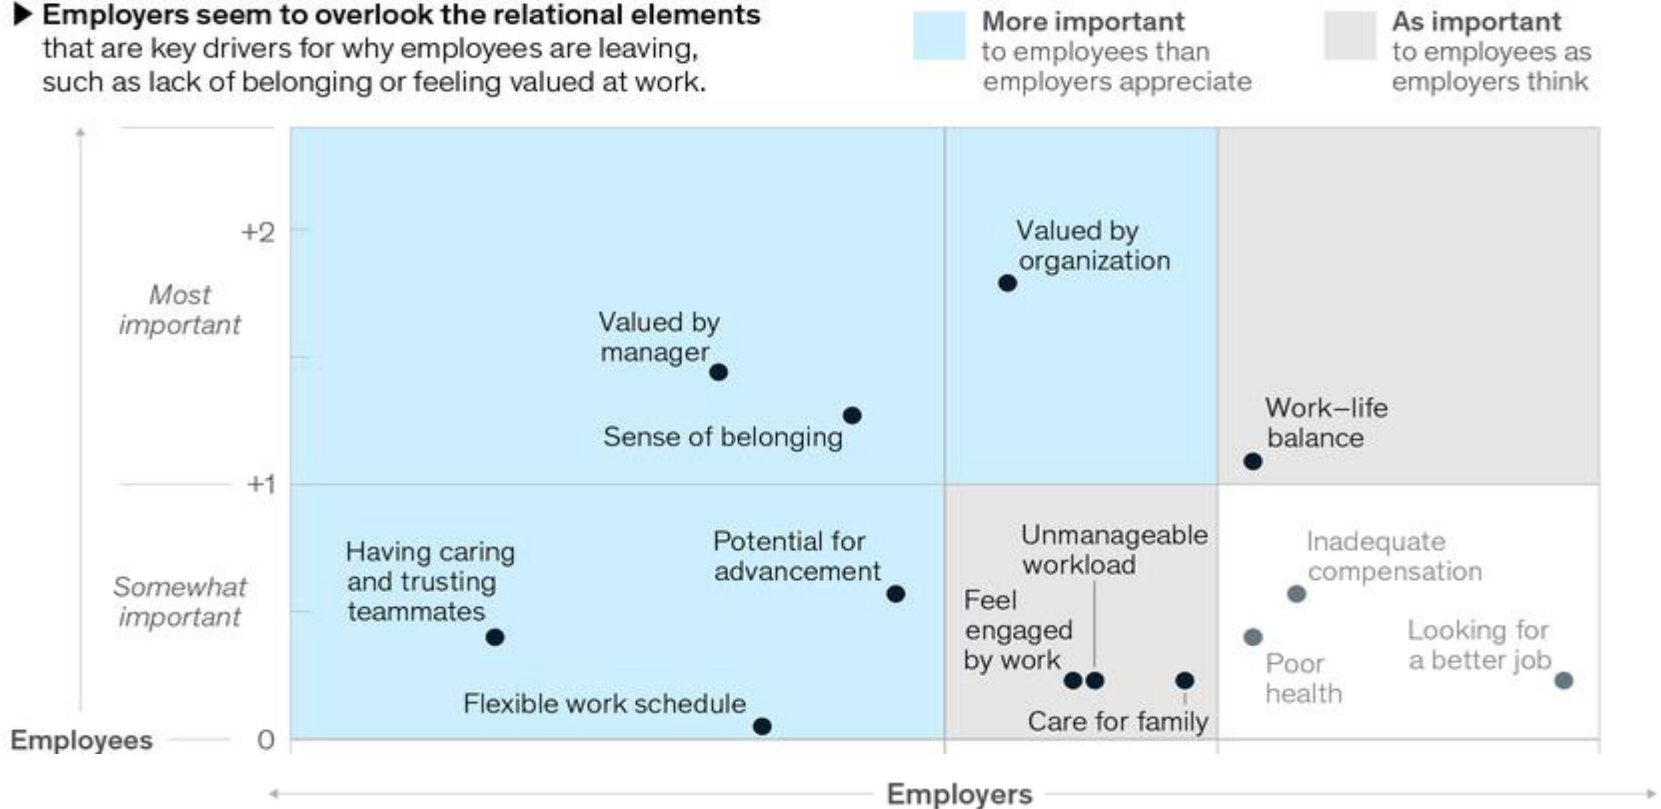 ▶ Employers seem to overlook the relational elements
that are key drivers for why employees are leaving,
such as lack of belonging or feeling valued at work.
More important
to employees than
employers appreciate
As important
to employees as
employers think
+2
Most
important
Valued by
organization
Valued by
manager
Sense of belonging
Work–life
balance
+1
Somewhat
important
Having caring
and trusting
teammates
Potential for
advancement
Flexible work schedule
Unmanageable
workload
Feel
engaged
by work
Care for family
Inadequate
compensation
Poor
health
Looking for
a better job
Employees
0
Employers